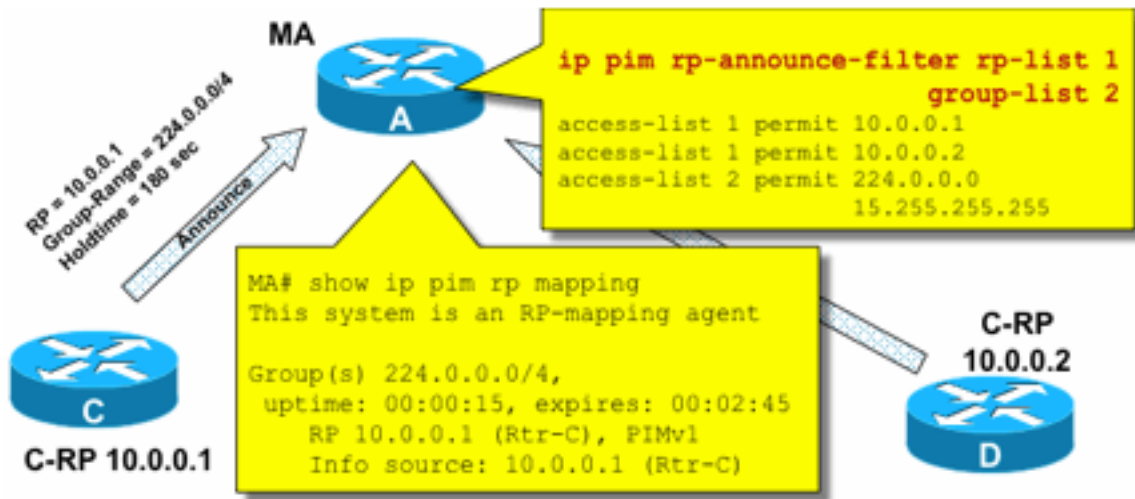 MA
A
ip pim rp-announce-filter rp-list 1
group-list 2
access-list 1 permit 10.0.0.1
access-list 1 permit 10.0.0.2
access-list 2 permit 224.0.0.0
15.255.255.255
RP = 10.0.0.1
Group-Range = 224.0.0.0/4
Holdtime = 180 sec
Announce
MA# show ip pim rp mapping
This system is an RP-mapping agent
Group(s) 224.0.0.0/4,
uptime: 00:00:15, expires: 00:02:45
RP 10.0.0.1 (Rtr-C), PIMv1
Info source: 10.0.0.1 (Rtr-C)
C
C-RP 10.0.0.1
C-RP
10.0.0.2
D